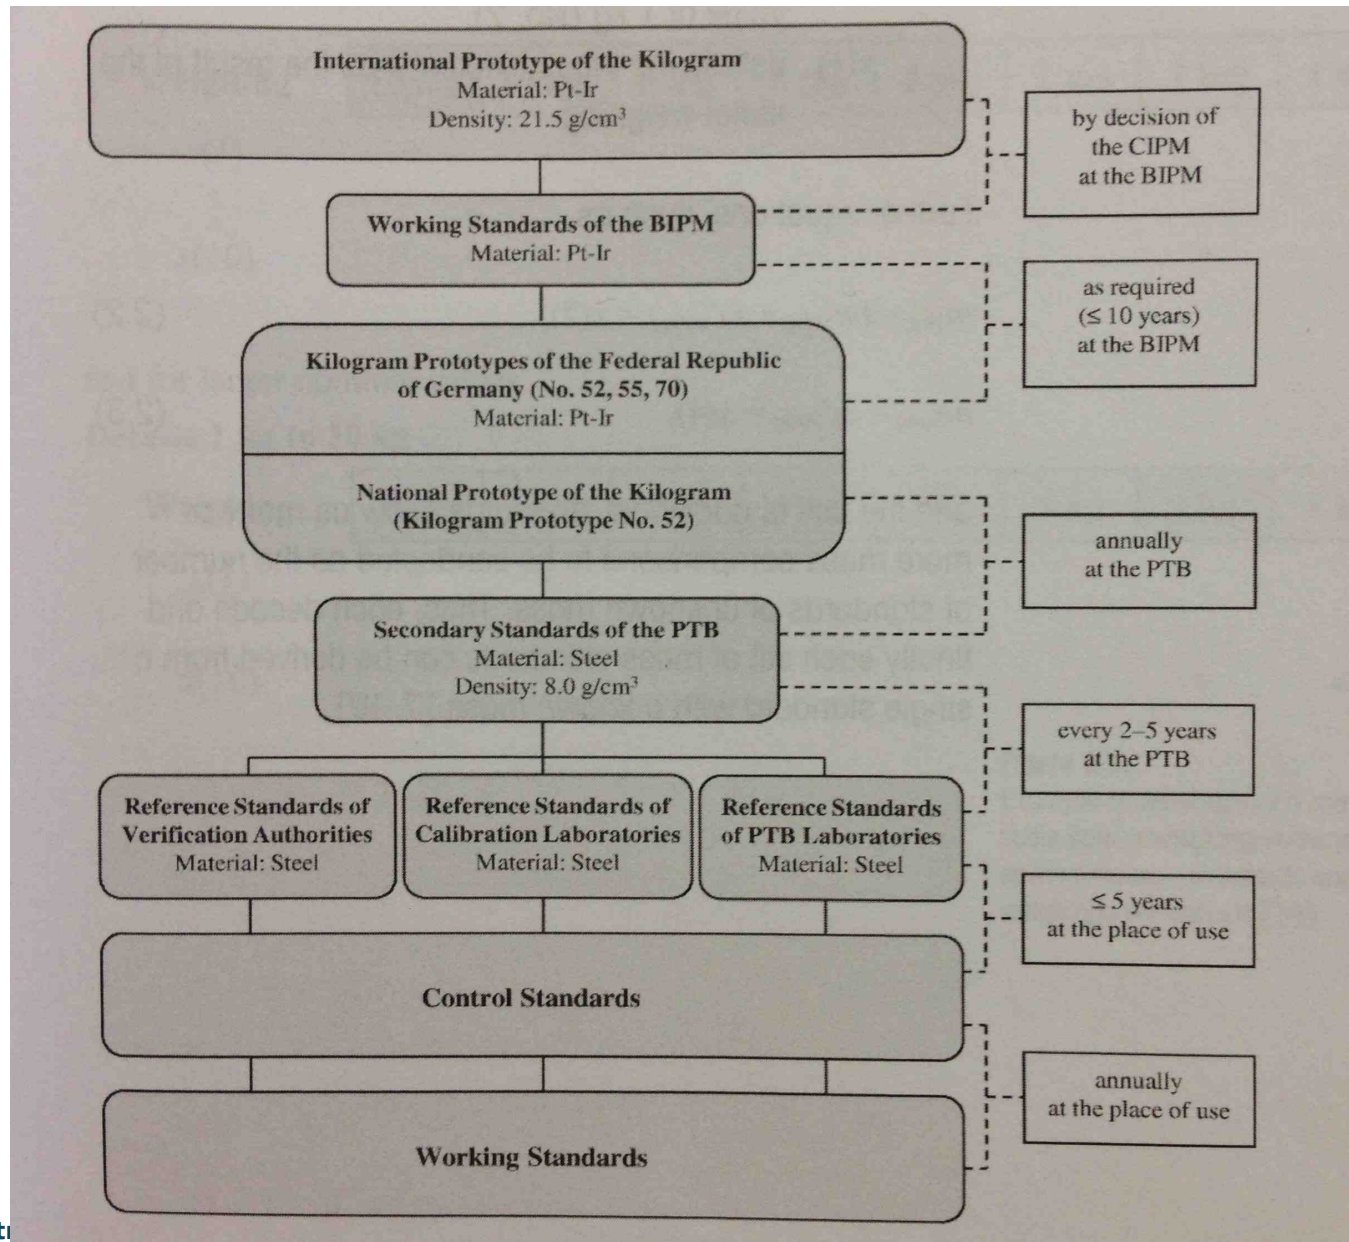 International Prototype of the Kilogram
Material: Pt-Ir
Density: 21.5 g/cm³
by decision of
the CIPM
at the BIPM
Working Standards of the BIPM
Material: Pt-Ir
as required
(≤ 10 years)
at the BIPM
Kilogram Prototypes of the Federal Republic
of Germany (No. 52, 55, 70)
Material: Pt-Ir
National Prototype of the Kilogram
(Kilogram Prototype No. 52)
annually
at the PTB
Secondary Standards of the PTB
Material: Steel
Density: 8.0 g/cm³
every 2–5 years
at the PTB
Reference Standards of
Verification Authorities
Material: Steel
Reference Standards of
Calibration Laboratories
Material: Steel
Reference Standards
of PTB Laboratories
Material: Steel
≤ 5 years
at the place of use
Control Standards
annually
at the place of use
Working Standards